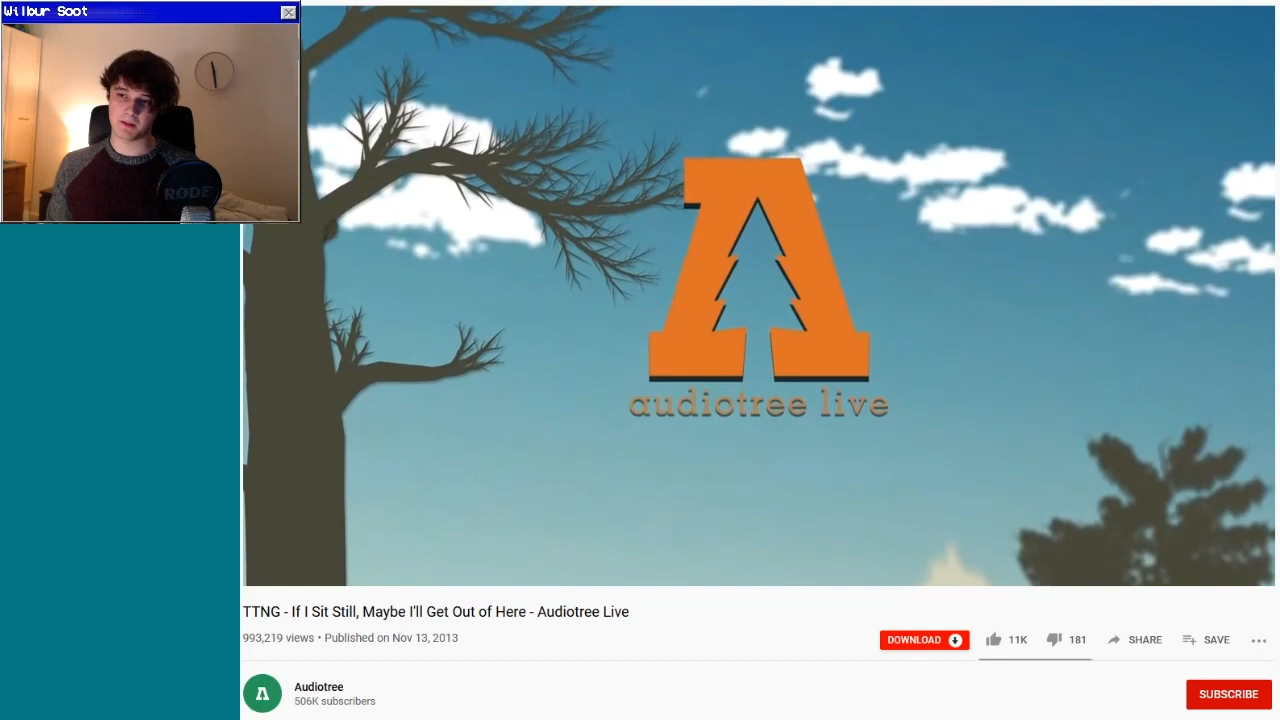 Wilbur Soot
RØDE
audiotree live
TTNG - If I Sit Still, Maybe I'll Get Out of Here - Audiotree Live
993,219 views • Published on Nov 13, 2013
DOWNLOAD
11K
181
SHARE
SAVE
Audiotree
506K subscribers
SUBSCRIBE